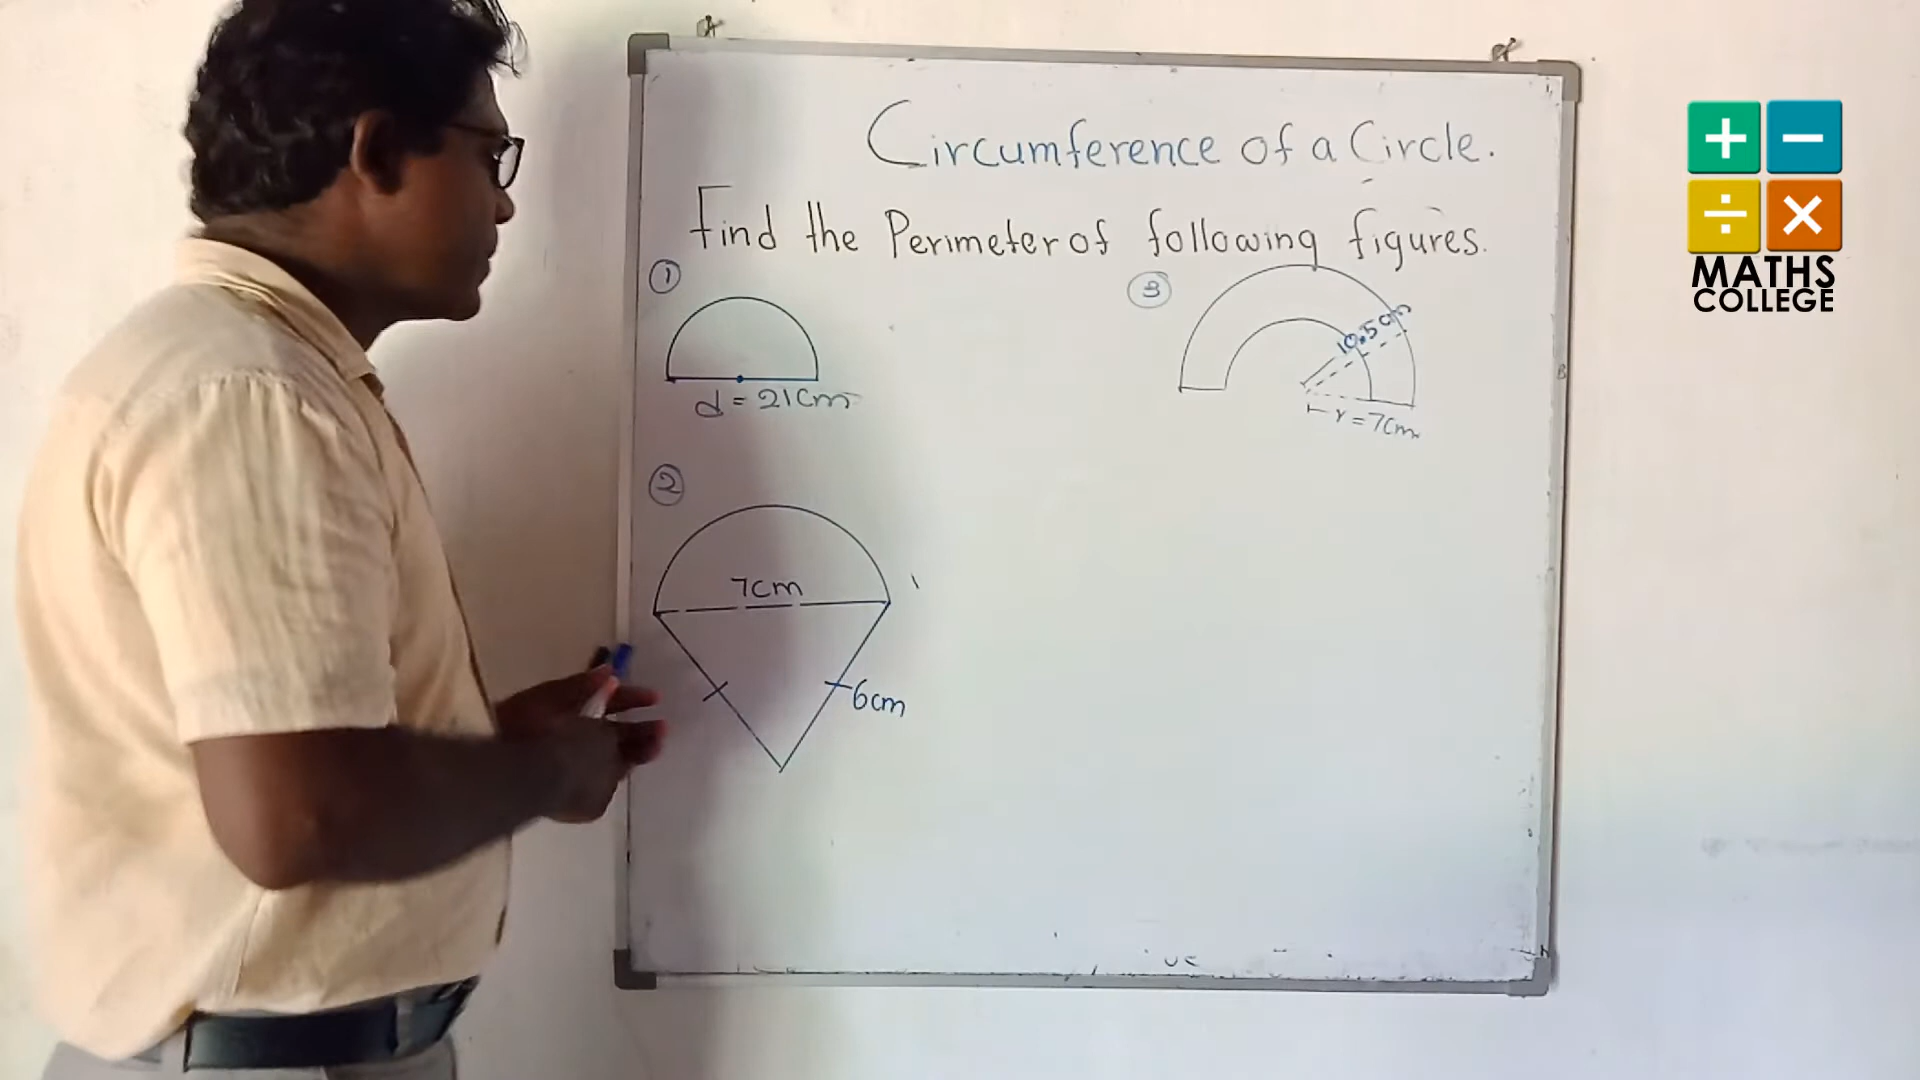 Circumference of a Circle.
Find the Perimeter of following figures.
1
d = 21cm
2
7cm
6cm
3
10.5cm
r = 7cm
+ −
÷ ×
MATHS
COLLEGE